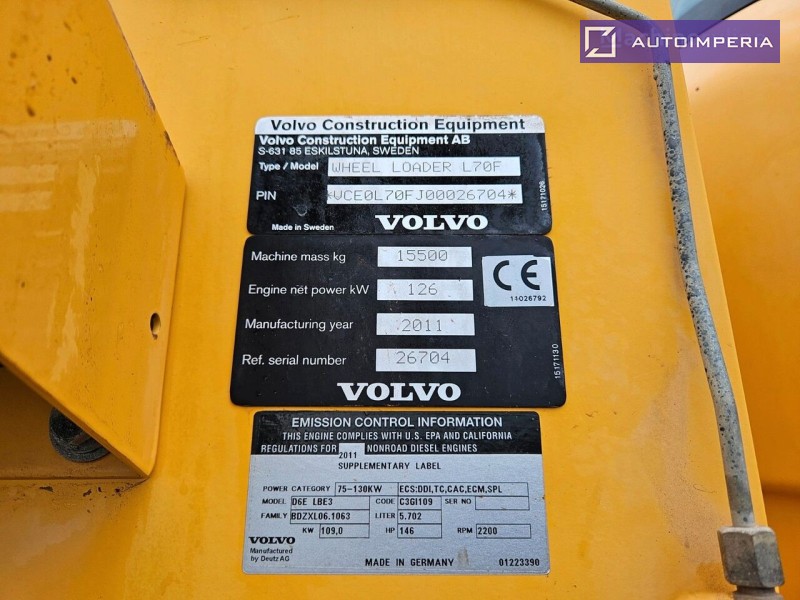 AUTOIMPERIA
Volvo Construction Equipment
Volvo Construction Equipment AB
S-631 85 ESKILSTUNA, SWEDEN
Type / Model WHEEL LOADER L70F
PIN *VCE0L70FJ00026704*
Made in Sweden VOLVO
15171026
Machine mass kg 15500
Engine net power kW 126
CE
11026792
Manufacturing year 2011
Ref. serial number 26704
VOLVO
15171130
EMISSION CONTROL INFORMATION
THIS ENGINE COMPLIES WITH U.S. EPA AND CALIFORNIA
REGULATIONS FOR 2011 NONROAD DIESEL ENGINES
SUPPLEMENTARY LABEL
POWER CATEGORY 75-130KW ECS:DDI,TC,CAC,ECM,SPL
MODEL D6E LBE3 CODE C3GI109 SER NO -
FAMILY BDZXL06.1063 LITER 5.702
KW 109,0 HP 146 RPM 2200
VOLVO
Manufactured
by Deutz AG
MADE IN GERMANY 01223390